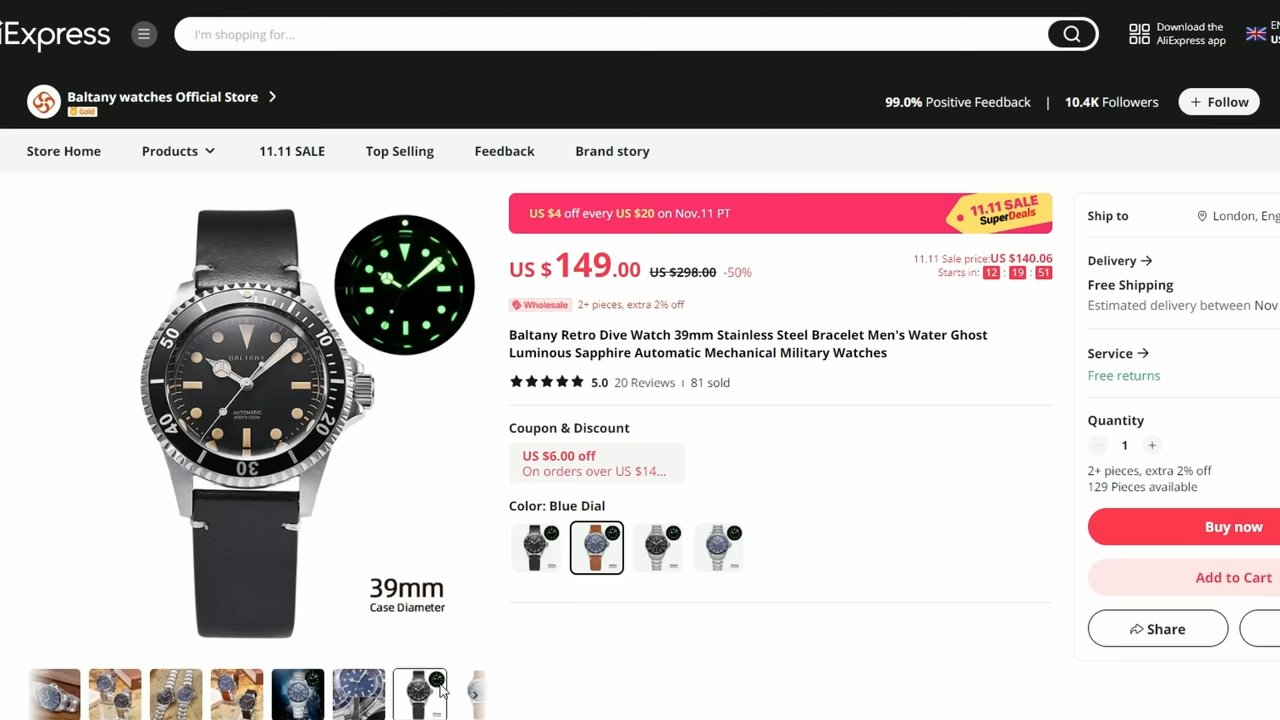 iExpress
I'm shopping for...
Download the
AliExpress app
EN
US
Baltany watches Official Store
Gold
99.0% Positive Feedback | 10.4K Followers
+ Follow
Store Home
Products
11.11 SALE
Top Selling
Feedback
Brand story
US $4 off every US $20 on Nov.11 PT
11.11 SALE
SuperDeals
US $149.00 US $298.00 -50%
11.11 Sale price:US $140.06
Starts in: 12 : 19 : 51
Wholesale 2+ pieces, extra 2% off
Baltany Retro Dive Watch 39mm Stainless Steel Bracelet Men's Water Ghost
Luminous Sapphire Automatic Mechanical Military Watches
5.0 20 Reviews 81 sold
Coupon & Discount
US $6.00 off
On orders over US $14...
Color: Blue Dial
50
10
40
20
30
BALTANY
AUTOMATIC
39mm
Case Diameter
Ship to
London, Eng
Delivery
Free Shipping
Estimated delivery between Nov
Service
Free returns
Quantity
1
2+ pieces, extra 2% off
129 Pieces available
Buy now
Add to Cart
Share